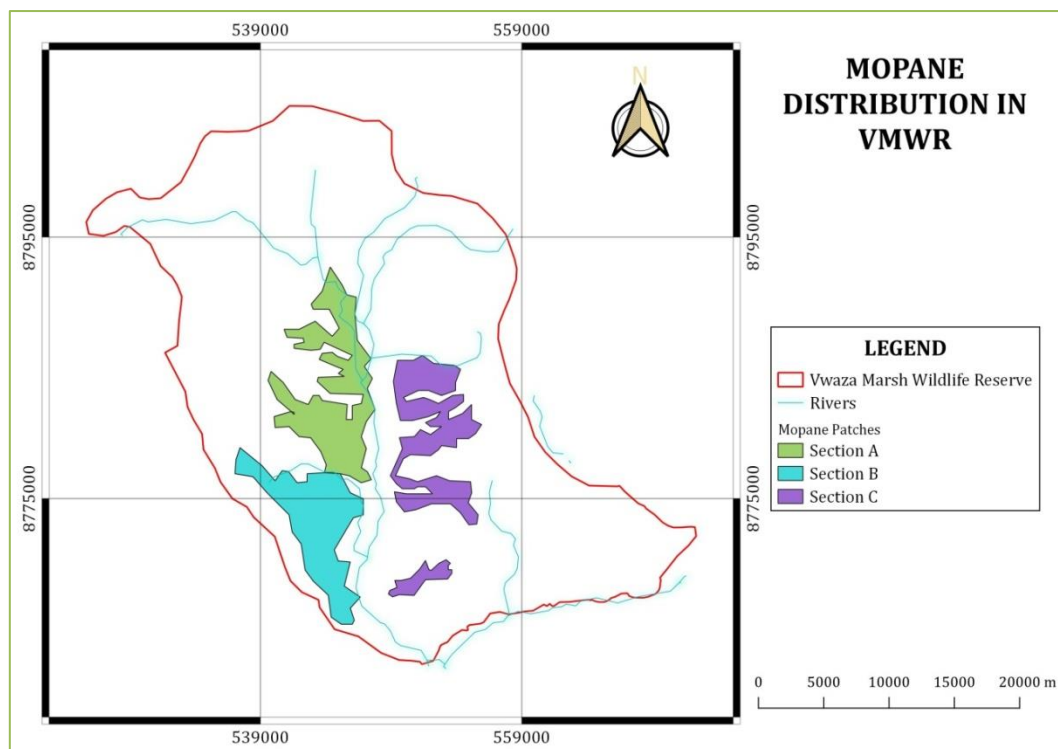 539000
559000
N
MOPANE
DISTRIBUTION IN
VMWR
8795000
8795000
LEGEND
Vwaza Marsh Wildlife Reserve
Rivers
Mopane Patches
Section A
Section B
Section C
8775000
8775000
0 5000 10000 15000 20000 m
539000
559000